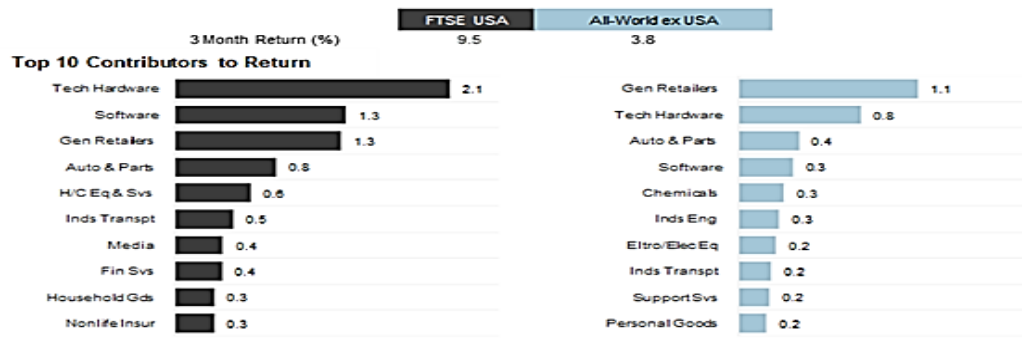 FTSE USA All-World ex USA
3 Month Return (%) 9.5 3.8
Top 10 Contributors to Return
Tech Hardware 2.1 Gen Retailers 1.1
Software 1.3 Tech Hardware 0.8
Gen Retailers 1.3 Auto & Parts 0.4
Auto & Parts 0.8 Software 0.3
H/C Eq & Svs 0.6 Chemicals 0.3
Inds Transpt 0.5 Inds Eng 0.3
Media 0.4 Eltro/Elec Eq 0.2
Fin Svs 0.4 Inds Transpt 0.2
Household Gds 0.3 Support Svs 0.2
Nonlife Insur 0.3 Personal Goods 0.2